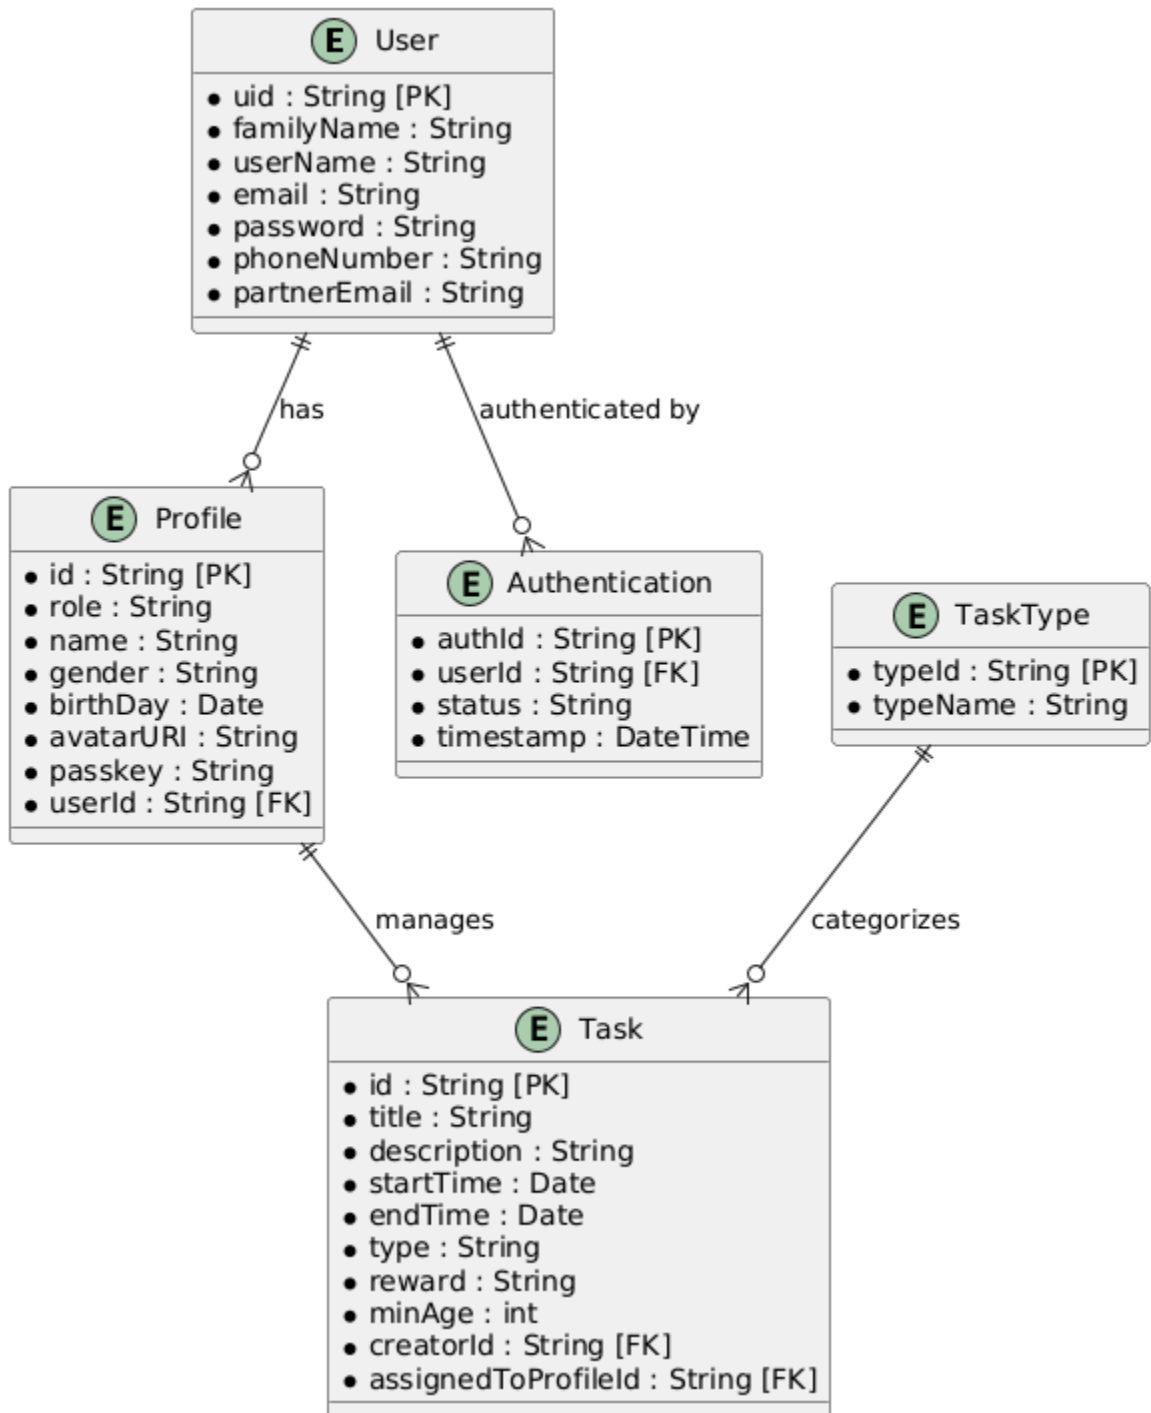 E User
uid : String [PK]
familyName : String
userName : String
email : String
password : String
phoneNumber : String
partnerEmail : String
has
authenticated by
E Profile
id : String [PK]
role : String
name : String
gender : String
birthDay : Date
avatarURI : String
passkey : String
userId : String [FK]
E Authentication
authId : String [PK]
userId : String [FK]
status : String
timestamp : DateTime
E TaskType
typeId : String [PK]
typeName : String
manages
categorizes
E Task
id : String [PK]
title : String
description : String
startTime : Date
endTime : Date
type : String
reward : String
minAge : int
creatorId : String [FK]
assignedToProfileId : String [FK]